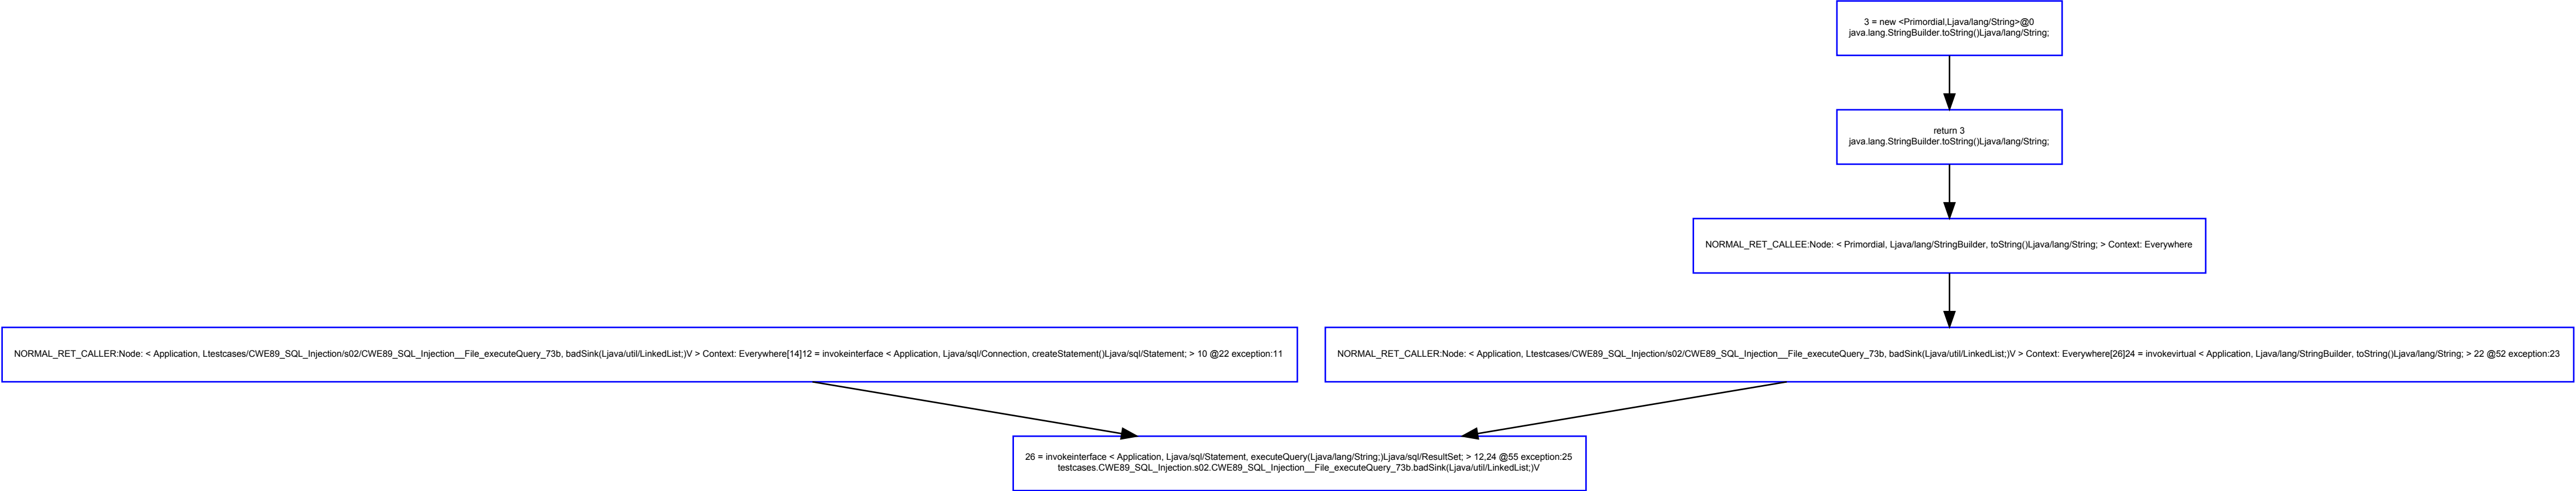 3 = new <Primordial,Ljava/lang/String>@0
java.lang.StringBuilder.toString()Ljava/lang/String;
return 3
java.lang.StringBuilder.toString()Ljava/lang/String;
NORMAL_RET_CALLEE:Node: < Primordial, Ljava/lang/StringBuilder, toString()Ljava/lang/String; > Context: Everywhere
NORMAL_RET_CALLER:Node: < Application, Ltestcases/CWE89_SQL_Injection/s02/CWE89_SQL_Injection__File_executeQuery_73b, badSink(Ljava/util/LinkedList;)V > Context: Everywhere[14]12 = invokeinterface < Application, Ljava/sql/Connection, createStatement()Ljava/sql/Statement; > 10 @22 exception:11
NORMAL_RET_CALLER:Node: < Application, Ltestcases/CWE89_SQL_Injection/s02/CWE89_SQL_Injection__File_executeQuery_73b, badSink(Ljava/util/LinkedList;)V > Context: Everywhere[26]24 = invokevirtual < Application, Ljava/lang/StringBuilder, toString()Ljava/lang/String; > 22 @52 exception:23
26 = invokeinterface < Application, Ljava/sql/Statement, executeQuery(Ljava/lang/String;)Ljava/sql/ResultSet; > 12,24 @55 exception:25
testcases.CWE89_SQL_Injection.s02.CWE89_SQL_Injection__File_executeQuery_73b.badSink(Ljava/util/LinkedList;)V